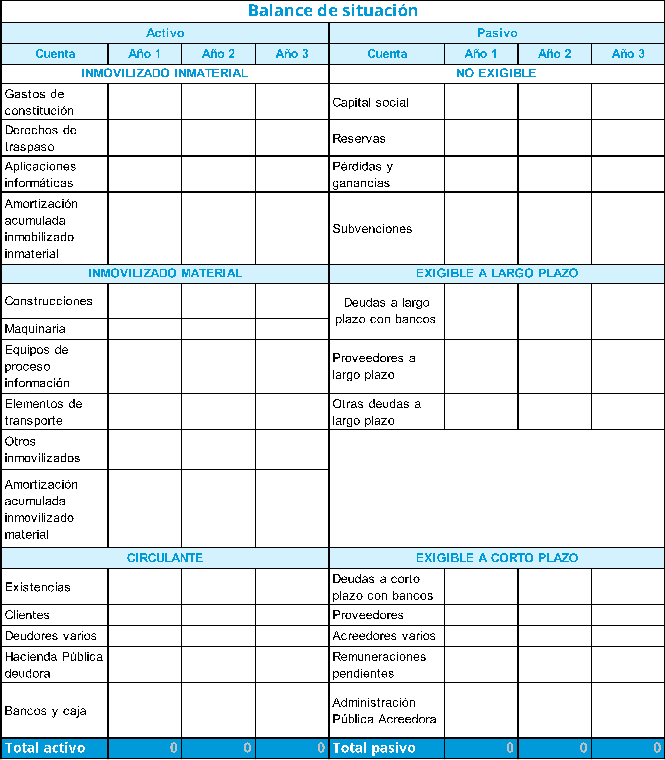 Balance de situación
Activo Pasivo
Cuenta Año 1 Año 2 Año 3 Cuenta Año 1 Año 2 Año 3
INMOVILIZADO INMATERIAL NO EXIGIBLE
Gastos de
constitución
Capital social
Derechos de
traspaso
Reservas
Aplicaciones
informáticas
Pérdidas y
ganancias
Amortización
acumulada
inmobilizado
inmaterial
Subvenciones
INMOVILIZADO MATERIAL EXIGIBLE A LARGO PLAZO
Construcciones
Maquinaria
Deudas a largo
plazo con bancos
Equipos de
proceso
información
Proveedores a
largo plazo
Elementos de
transporte
Otras deudas a
largo plazo
Otros
inmovilizados
Amortización
acumulada
inmovilizado
material
CIRCULANTE EXIGIBLE A CORTO PLAZO
Existencias
Deudas a corto
plazo con bancos
Clientes Proveedores
Deudores varios Acreedores varios
Hacienda Pública
deudora
Remuneraciones
pendientes
Bancos y caja
Administración
Pública Acreedora
Total activo 0 0 0 Total pasivo 0 0 0